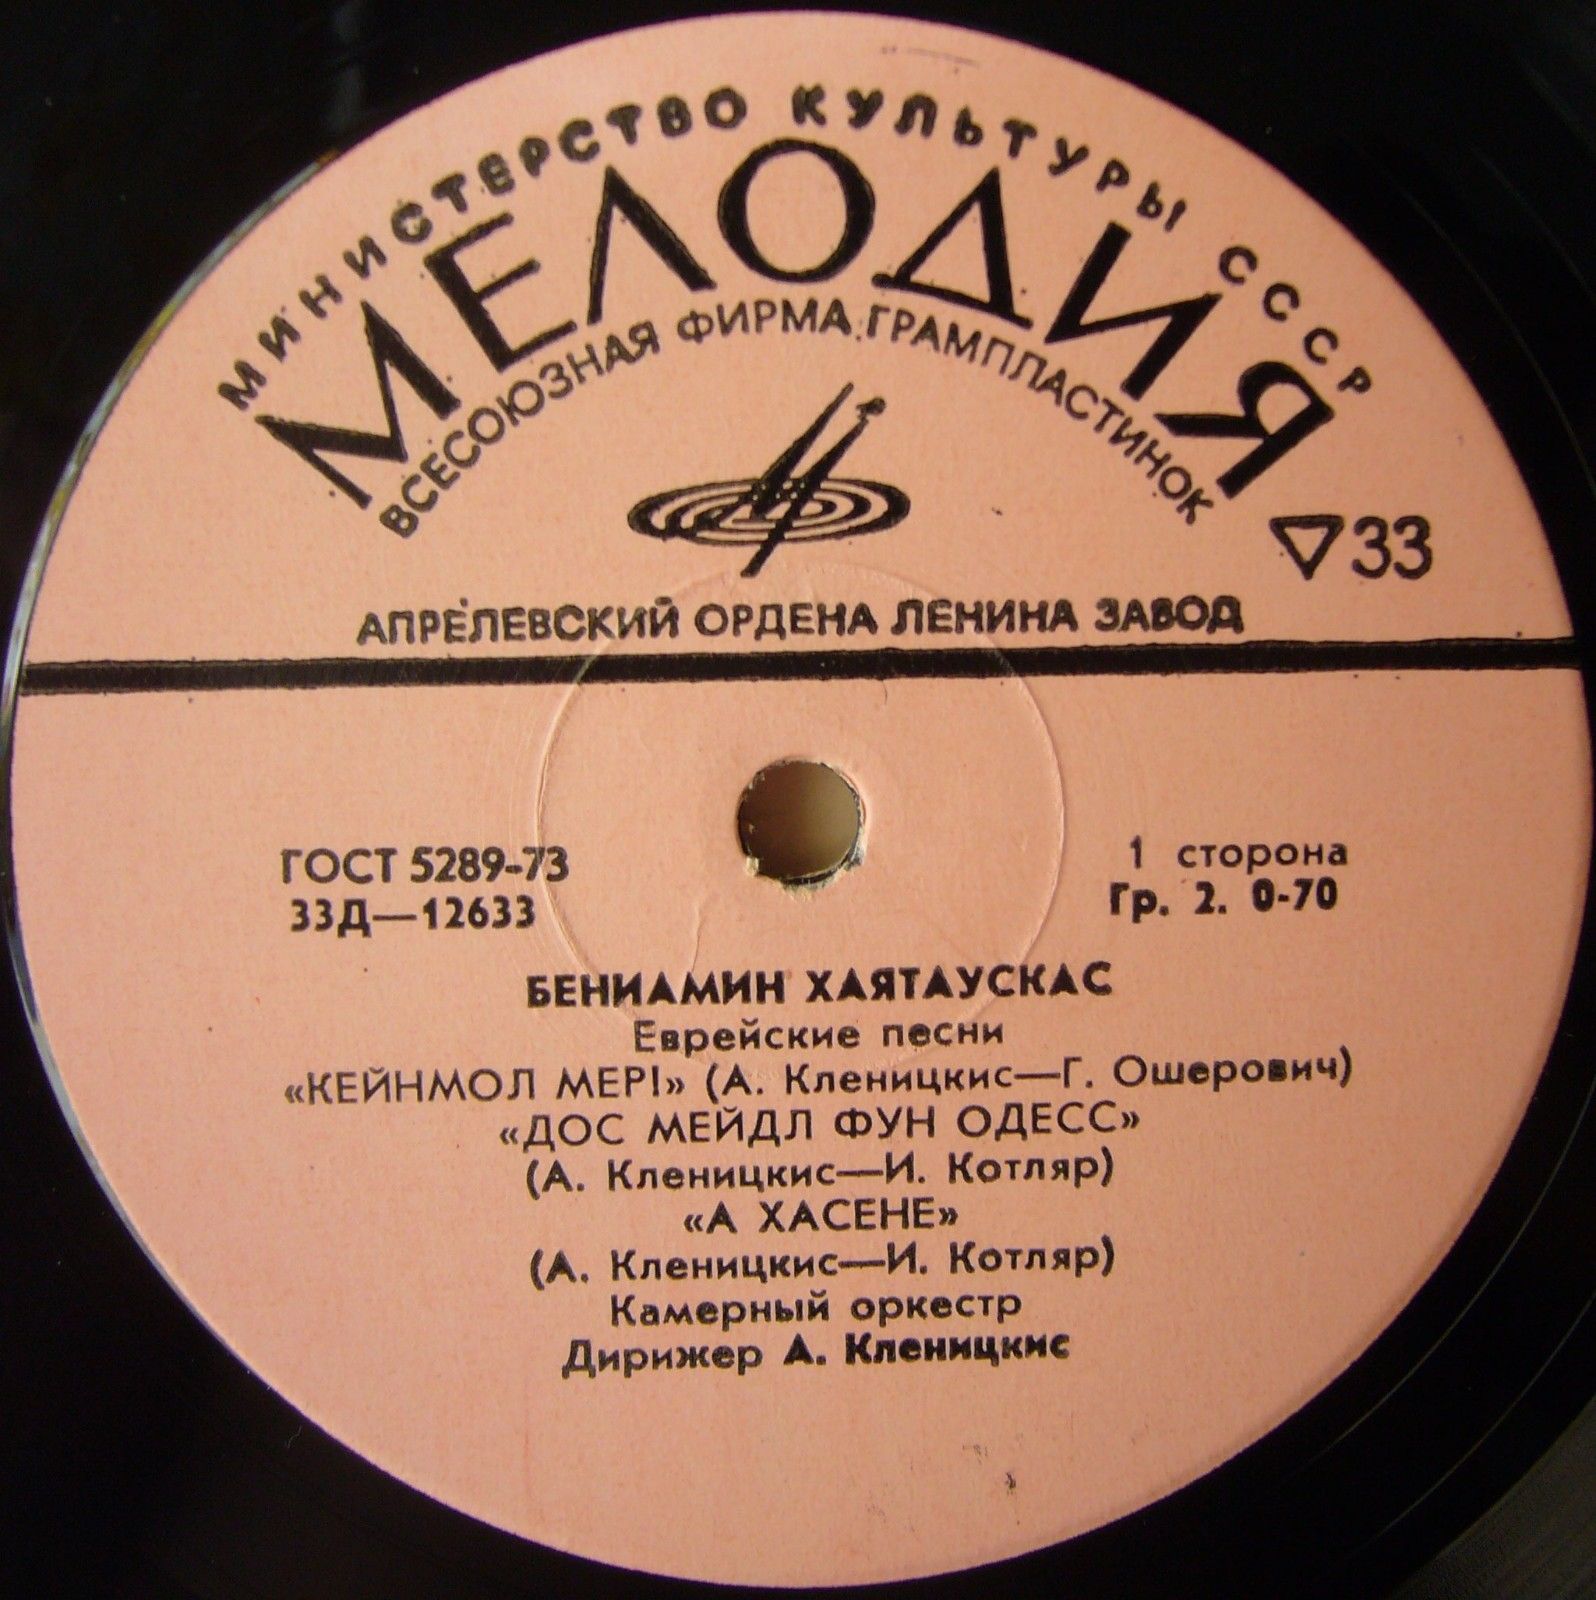 МИНИСТЕРСТВО КУЛЬТУРЫ СССР
МЕЛОДИЯ
ВСЕСОЮЗНАЯ ФИРМА ГРАМПЛАСТИНОК
▽33
АПРЕЛЕВСКИЙ ОРДЕНА ЛЕНИНА ЗАВОД
ГОСТ 5289-73
33Д—12633
1 сторона
Гр. 2. 0-70
БЕНИАМИН ХАЯТАУСКАС
Еврейские песни
«КЕЙНМОЛ МЕР!» (А. Кленицкис—Г. Ошерович)
«ДОС МЕЙДЛ ФУН ОДЕСС»
(А. Кленицкис—И. Котляр)
«А ХАСЕНЕ»
(А. Кленицкис—И. Котляр)
Камерный оркестр
Дирижер А. Кленицкис